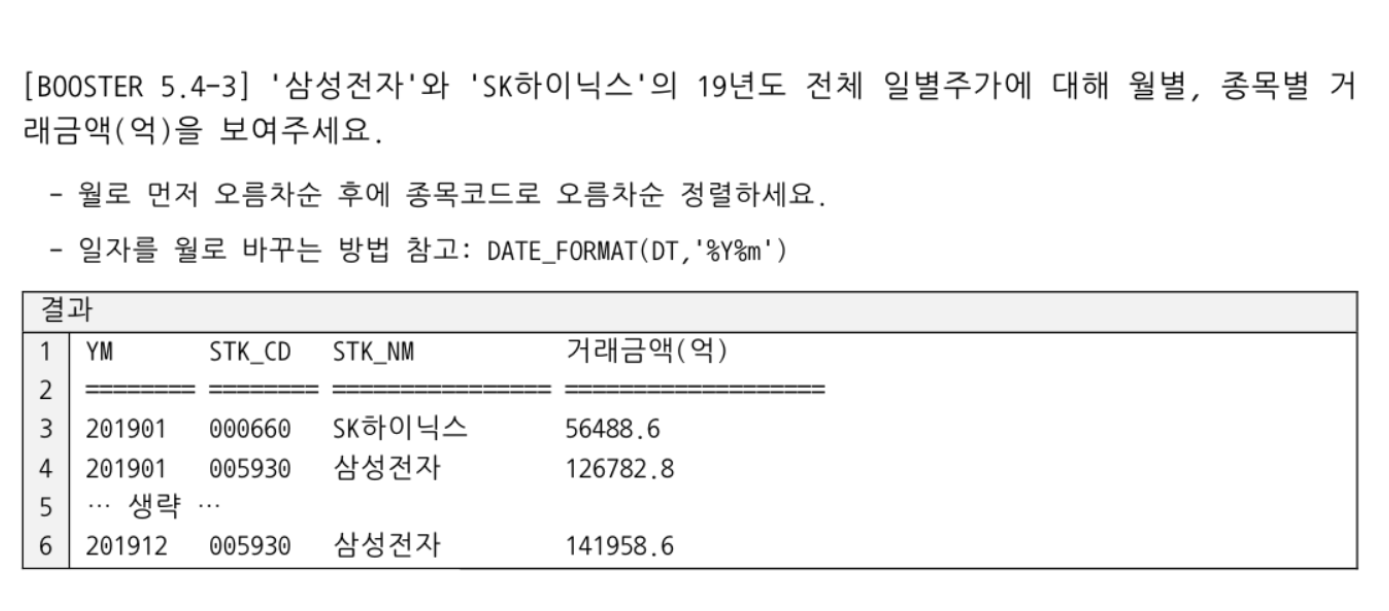 [BOOSTER 5.4-3] '삼성전자'와 'SK하이닉스'의 19년도 전체 일별주가에 대해 월별, 종목별 거
래금액(억)을 보여주세요.
- 월로 먼저 오름차순 후에 종목코드로 오름차순 정렬하세요.
- 일자를 월로 바꾸는 방법 참고: DATE_FORMAT(DT,'%Y%m')
결과
1 YM STK_CD STK_NM 거래금액(억)
2 ======== ======== ================ ===================
3 201901 000660 SK하이닉스 56488.6
4 201901 005930 삼성전자 126782.8
5 … 생략 …
6 201912 005930 삼성전자 141958.6